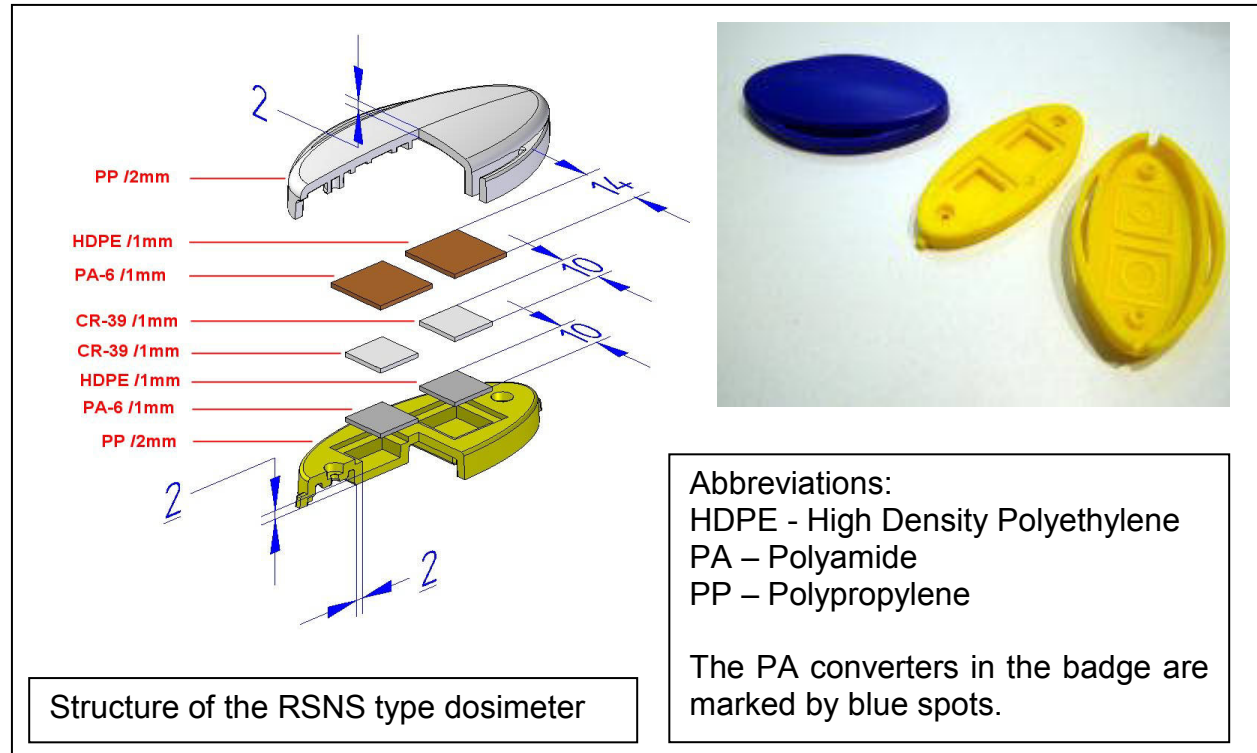 2
PP /2mm
14
HDPE /1mm
PA-6 /1mm
10
CR-39 /1mm
CR-39 /1mm
10
HDPE /1mm
PA-6 /1mm
PP /2mm
2
2
Structure of the RSNS type dosimeter
Abbreviations:
HDPE - High Density Polyethylene
PA – Polyamide
PP – Polypropylene
The PA converters in the badge are
marked by blue spots.